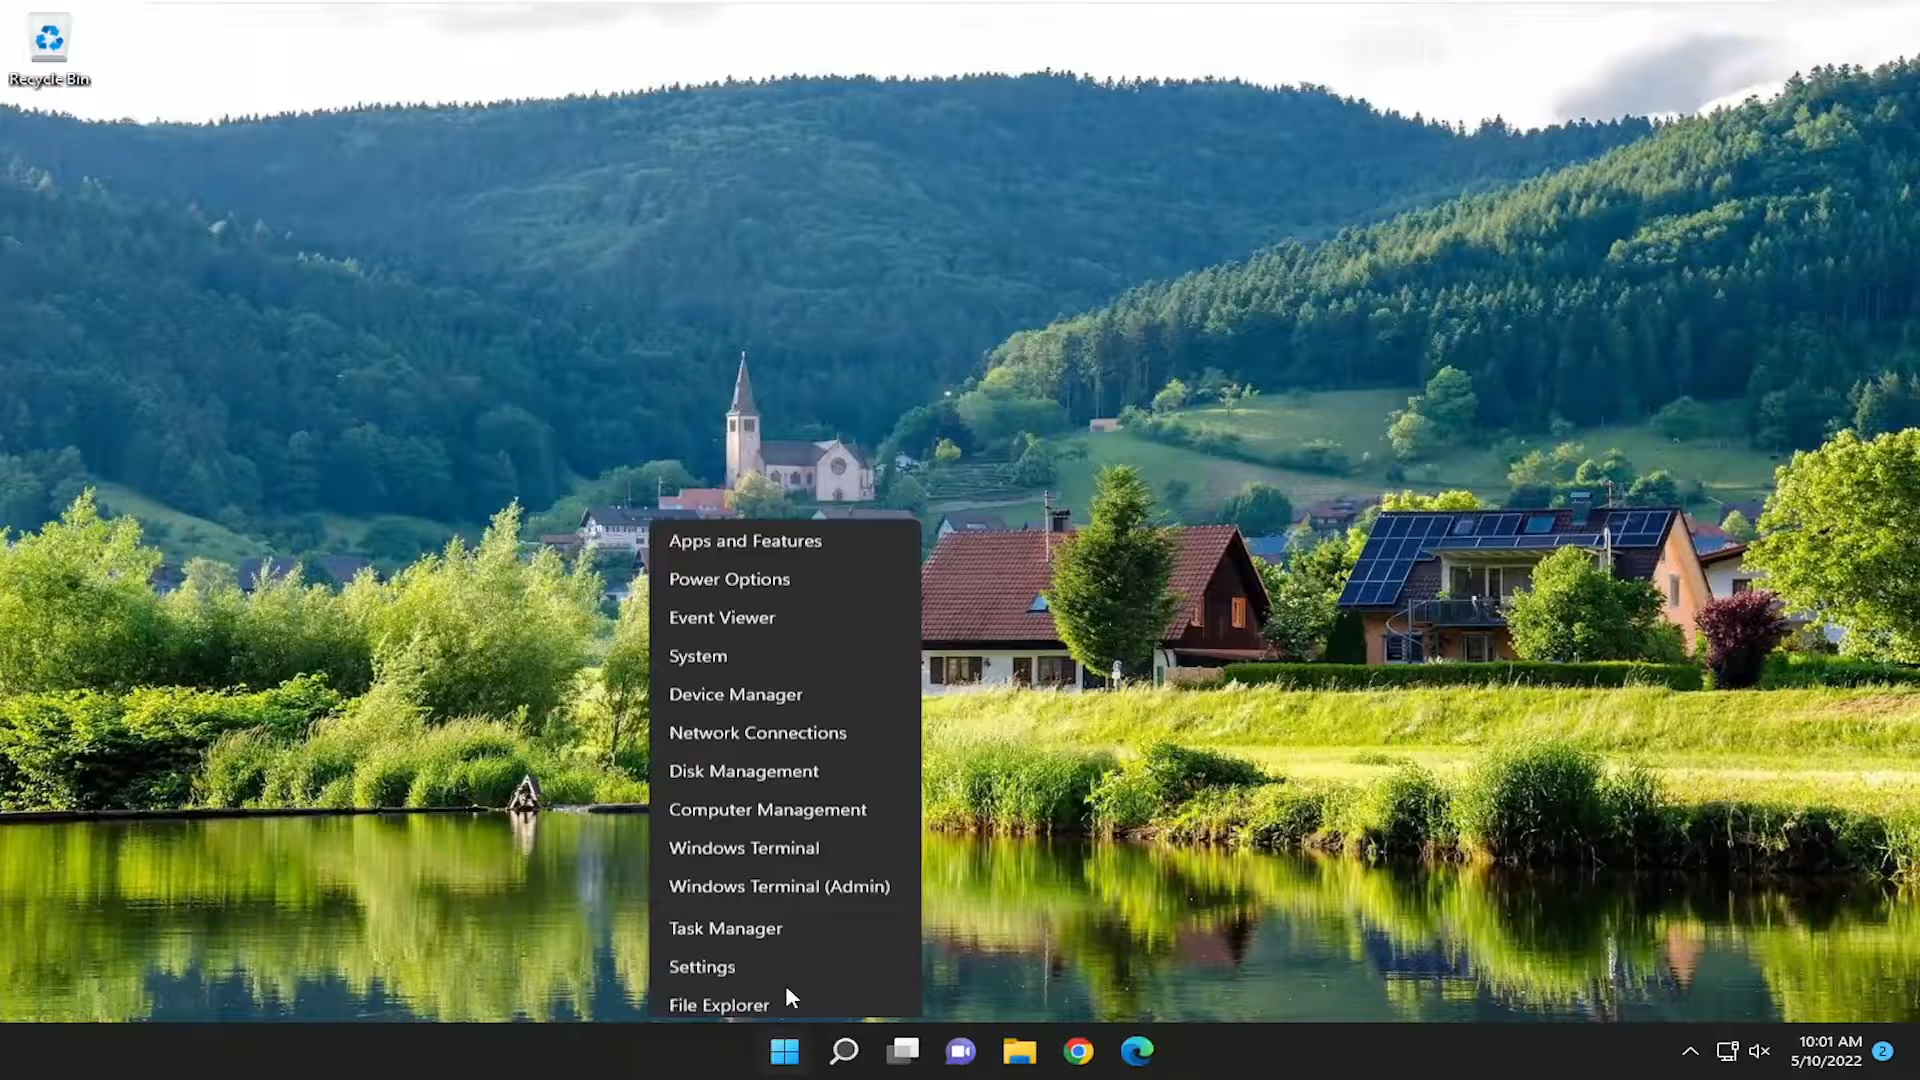 Recycle Bin
Apps and Features
Power Options
Event Viewer
System
Device Manager
Network Connections
Disk Management
Computer Management
Windows Terminal
Windows Terminal (Admin)
Task Manager
Settings
File Explorer
10:01 AM
5/10/2022
2